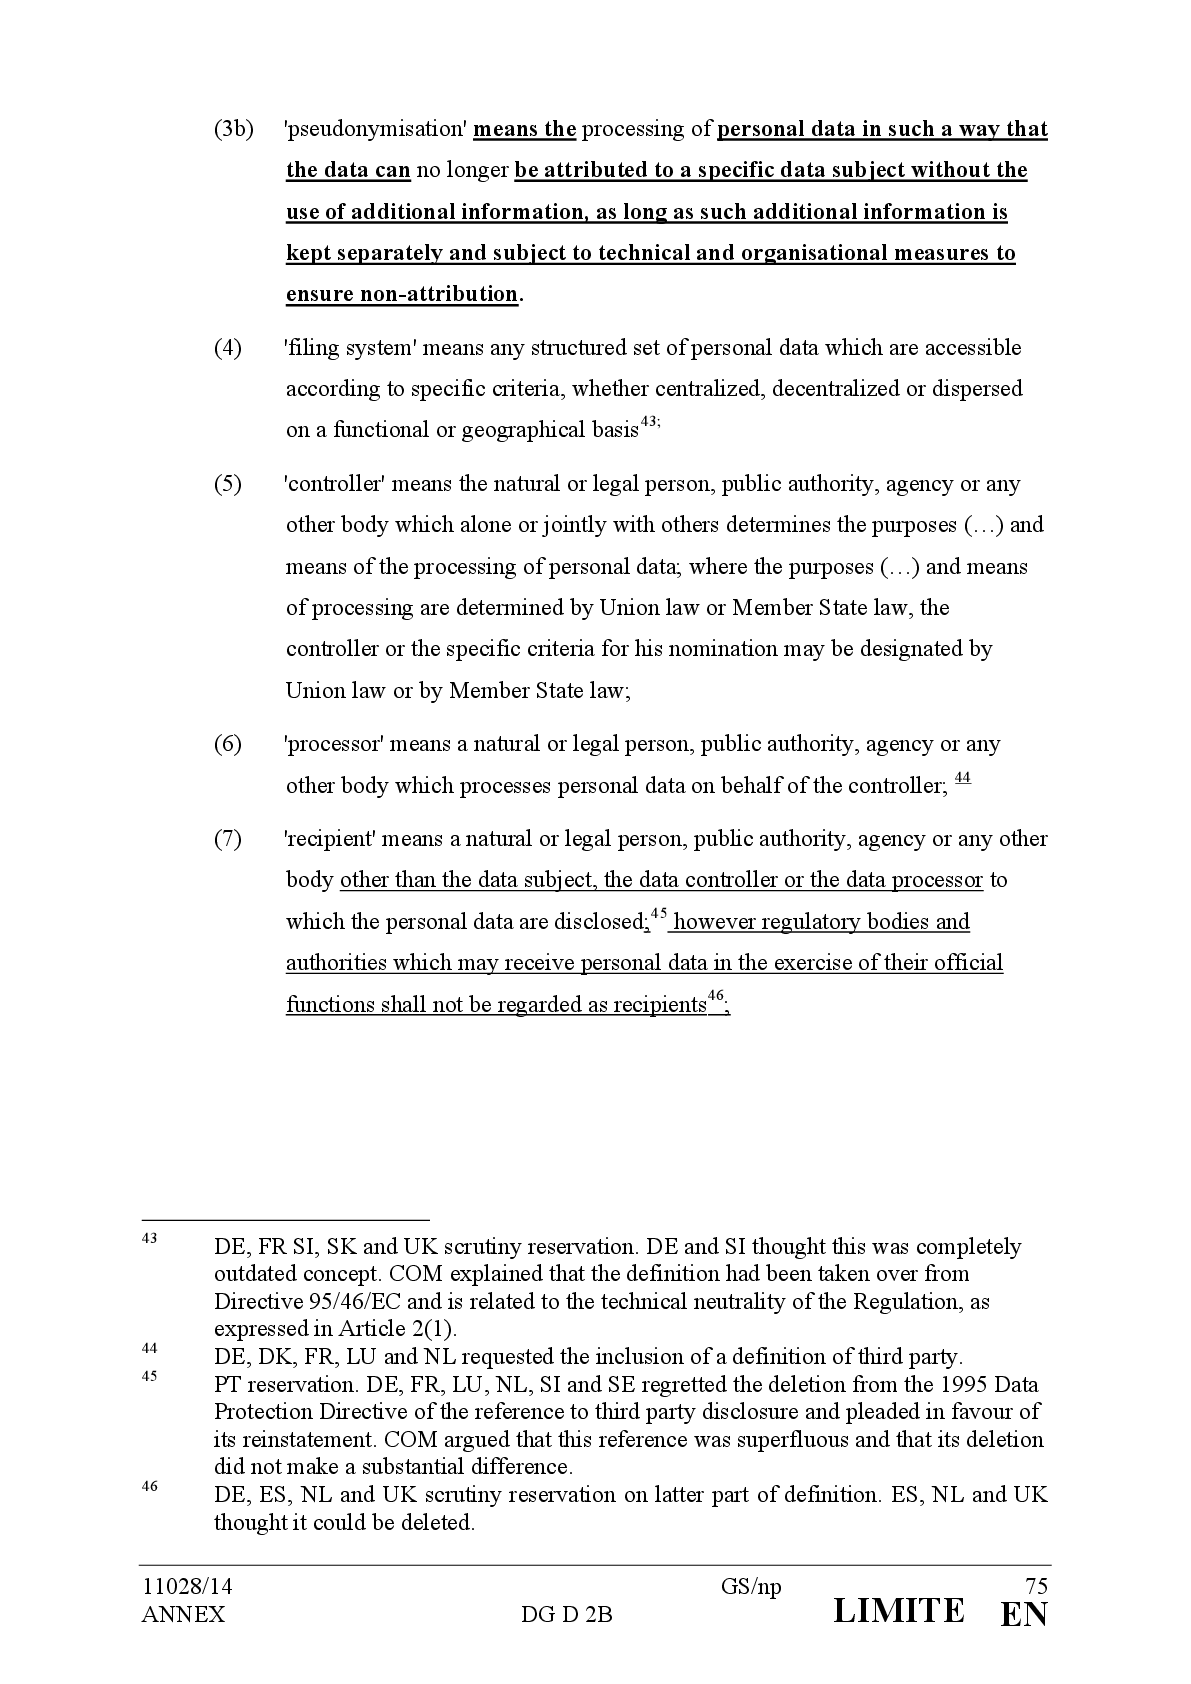 (3b) 'pseudonymisation' means the processing of personal data in such a way that
the data can no longer be attributed to a specific data subject without the
use of additional information, as long as such additional information is
kept separately and subject to technical and organisational measures to
ensure non-attribution.
(4) 'filing system' means any structured set of personal data which are accessible
according to specific criteria, whether centralized, decentralized or dispersed
on a functional or geographical basis43;
(5) 'controller' means the natural or legal person, public authority, agency or any
other body which alone or jointly with others determines the purposes (…) and
means of the processing of personal data; where the purposes (…) and means
of processing are determined by Union law or Member State law, the
controller or the specific criteria for his nomination may be designated by
Union law or by Member State law;
(6) 'processor' means a natural or legal person, public authority, agency or any
other body which processes personal data on behalf of the controller; 44
(7) 'recipient' means a natural or legal person, public authority, agency or any other
body other than the data subject, the data controller or the data processor to
which the personal data are disclosed;45 however regulatory bodies and
authorities which may receive personal data in the exercise of their official
functions shall not be regarded as recipients46;
43 DE, FR SI, SK and UK scrutiny reservation. DE and SI thought this was completely
outdated concept. COM explained that the definition had been taken over from
Directive 95/46/EC and is related to the technical neutrality of the Regulation, as
expressed in Article 2(1).
44 DE, DK, FR, LU and NL requested the inclusion of a definition of third party.
45 PT reservation. DE, FR, LU, NL, SI and SE regretted the deletion from the 1995 Data
Protection Directive of the reference to third party disclosure and pleaded in favour of
its reinstatement. COM argued that this reference was superfluous and that its deletion
did not make a substantial difference.
46 DE, ES, NL and UK scrutiny reservation on latter part of definition. ES, NL and UK
thought it could be deleted.
11028/14 GS/np 75
ANNEX DG D 2B LIMITE EN